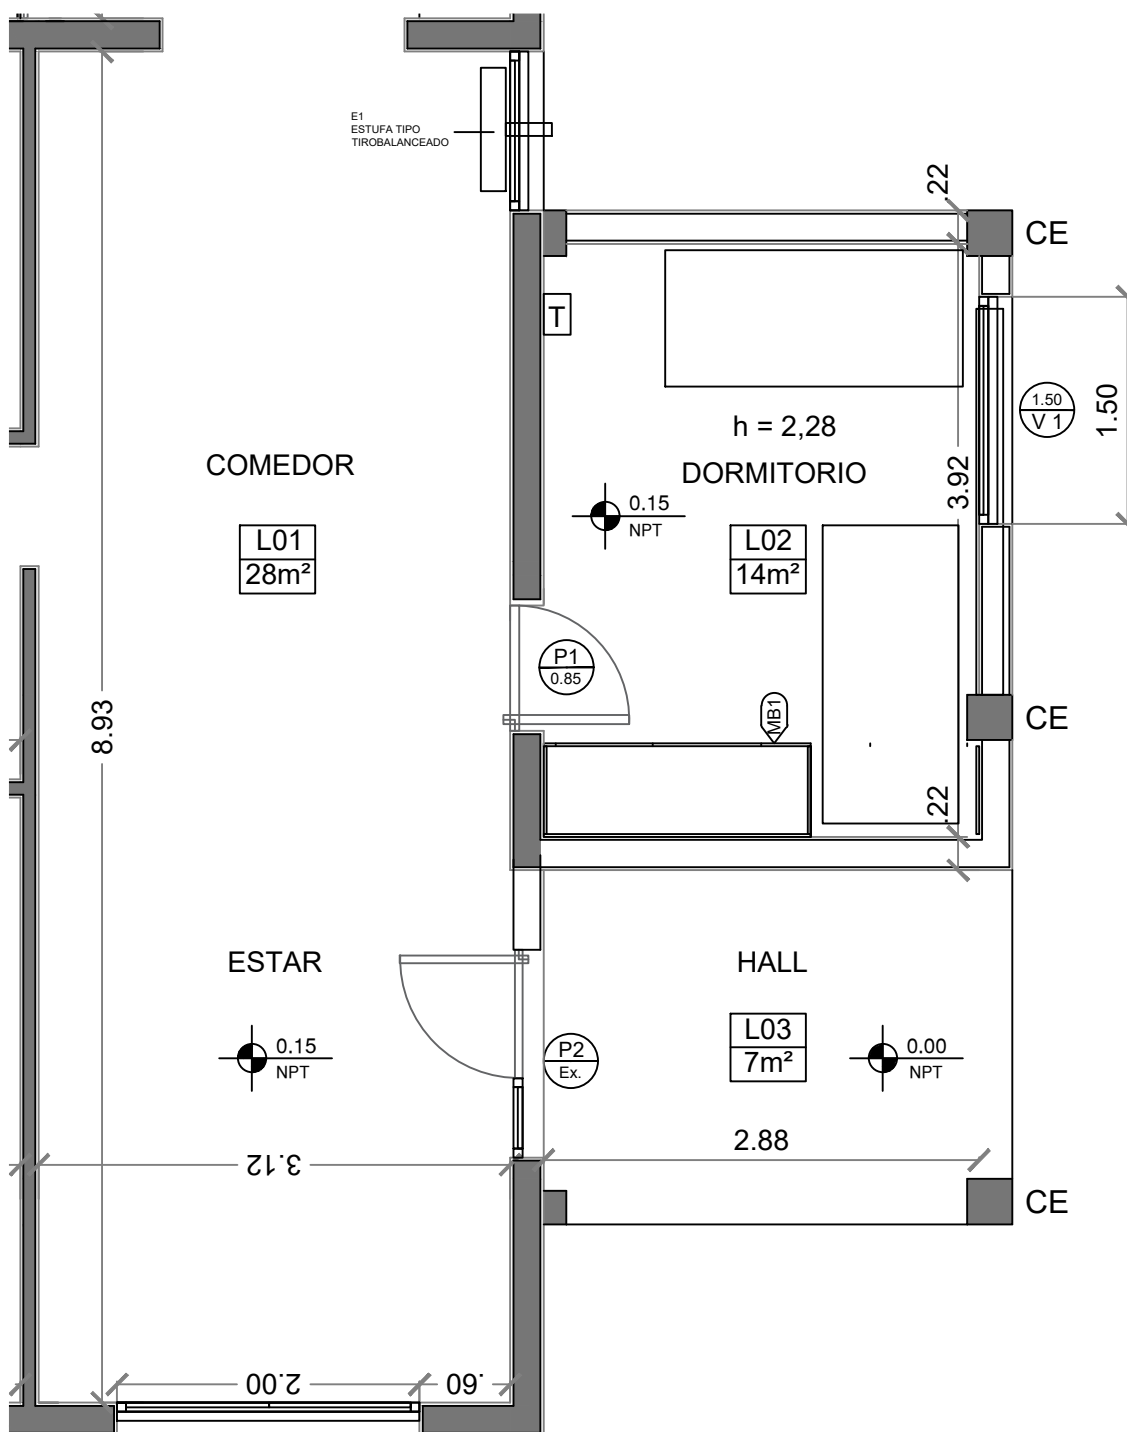 E1
ESTUFA TIPO
TIROBALANCEADO
.22
CE
T
1.50
V 1
1.50
h = 2,28
COMEDOR
DORMITORIO
3.92
0.15
NPT
L01
28m²
L02
14m²
P1
0.85
8.93
MB1
CE
.22
ESTAR
HALL
0.15
NPT
P2
Ex.
L03
7m²
0.00
NPT
2.88
3.12
CE
2.00
.60